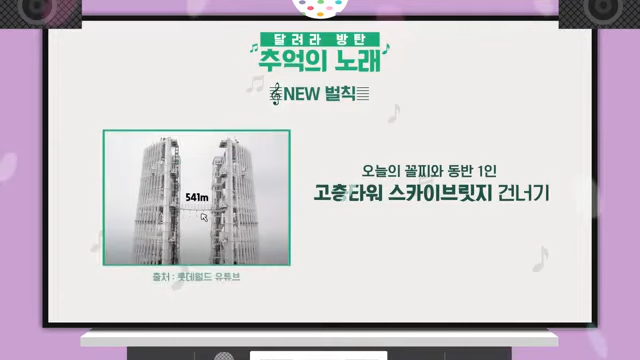 달려라 방탄
추억의 노래
NEW 벌칙
541m
오늘의 꼴찌와 동반 1인
고층타워 스카이브릿지 건너기
출처 : 롯데월드 유튜브